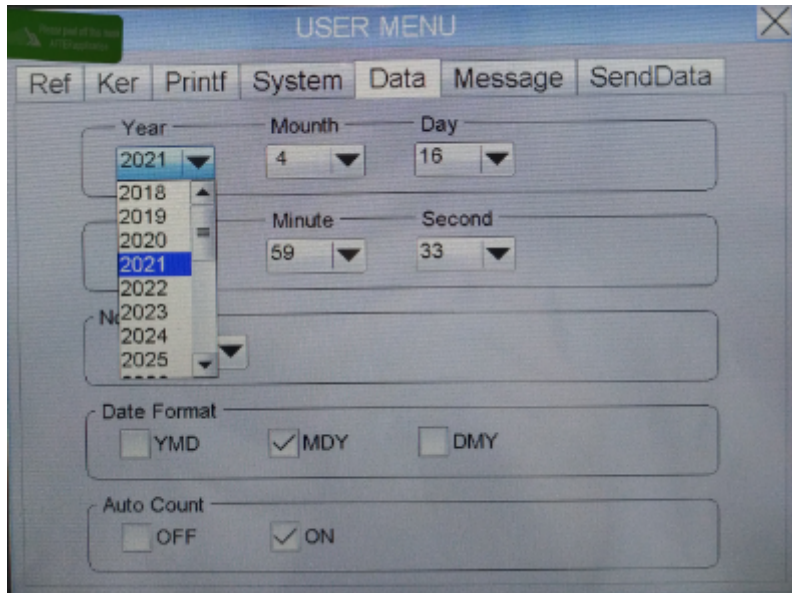 USER MENU
Ref Ker Printf System Data Message SendData
Year Mounth Day
2021 4 16
2018
2019
2020
2021
2022
2023
2024
2025
Minute Second
59 33
Date Format
YMD MDY DMY
Auto Count
OFF ON